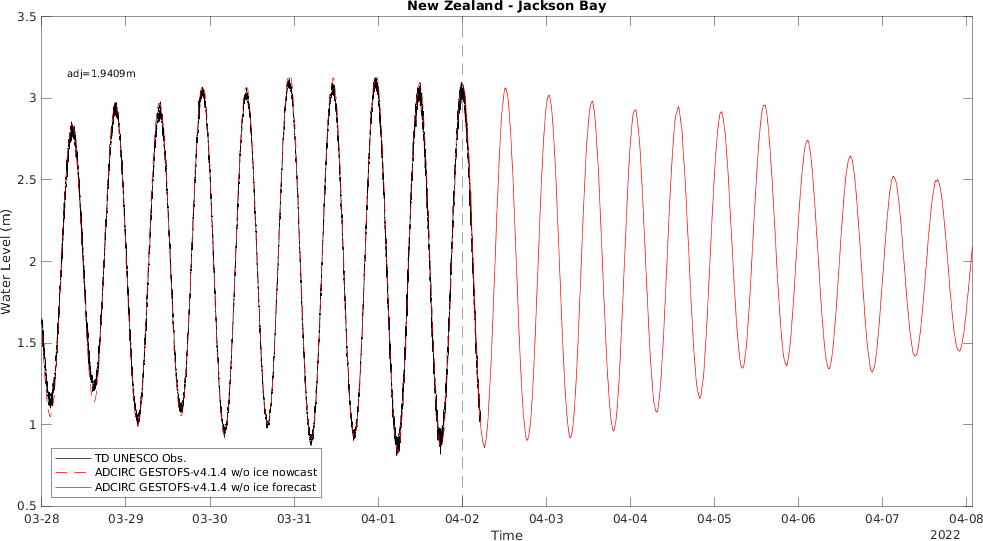 New Zealand - Jackson Bay
adj=1.9409m
3.5
3
2.5
2
1.5
1
0.5
Water Level (m)
TD UNESCO Obs.
ADCIRC GESTOFS-v4.1.4 w/o ice nowcast
ADCIRC GESTOFS-v4.1.4 w/o ice forecast
03-28 03-29 03-30 03-31 04-01 04-02 04-03 04-04 04-05 04-06 04-07 04-08
Time
2022